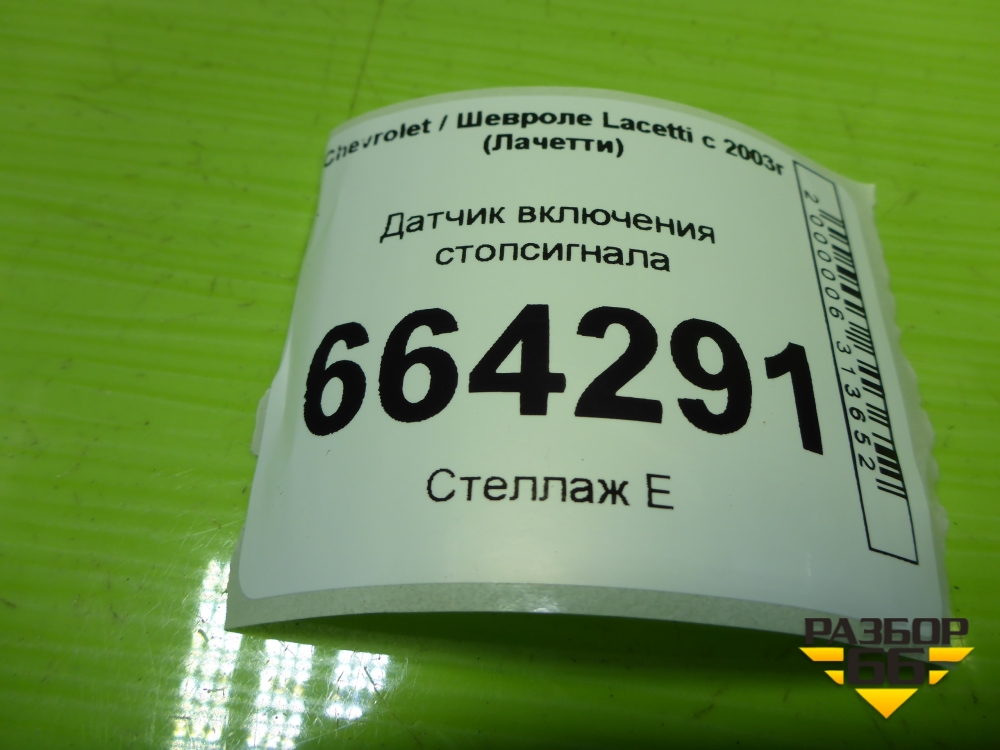 Chevrolet / Шевроле Lacetti с 2003г
(Лачетти)
Датчик включения
стопсигнала
664291
Стеллаж Е
2000006313652
РАЗБОР
66